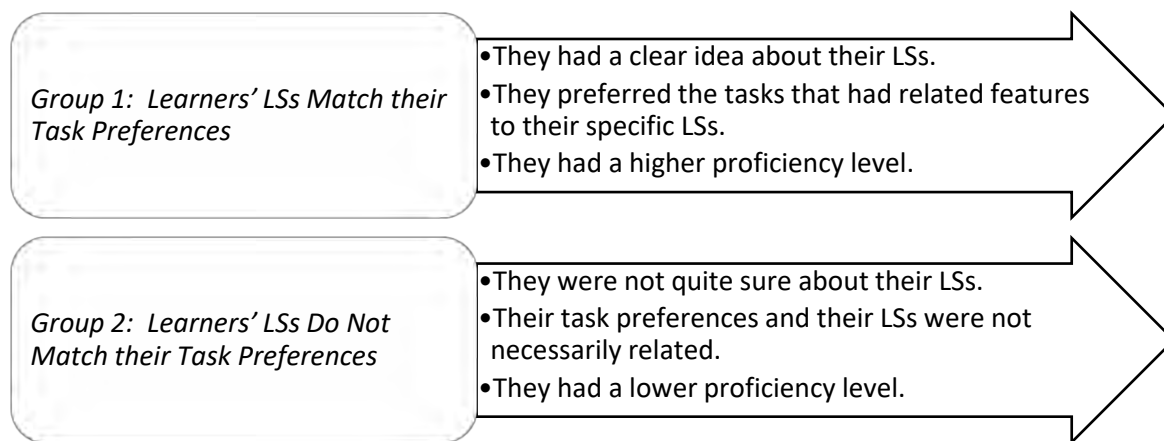 Group 1:  Learners' LSs Match their
Task Preferences
•They had a clear idea about their LSs.
•They preferred the tasks that had related features
to their specific LSs.
•They had a higher proficiency level.
Group 2:  Learners' LSs Do Not
Match their Task Preferences
•They were not quite sure about their LSs.
•Their task preferences and their LSs were not
necessarily related.
•They had a lower proficiency level.